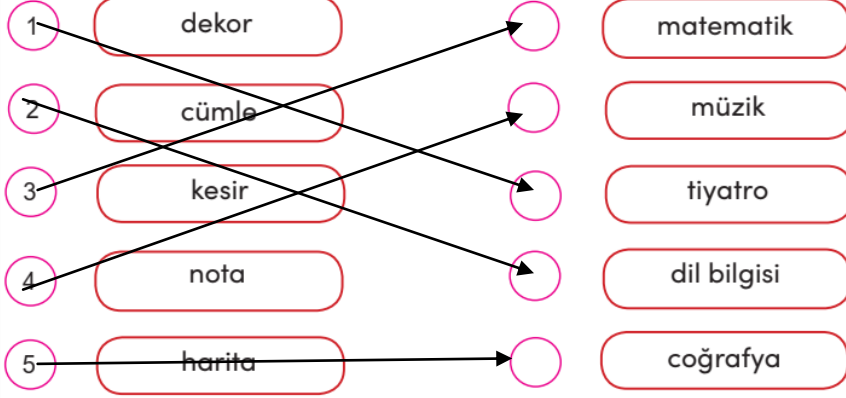 1 dekor matematik
2 cümle müzik
3 kesir tiyatro
4 nota dil bilgisi
5 harita coğrafya